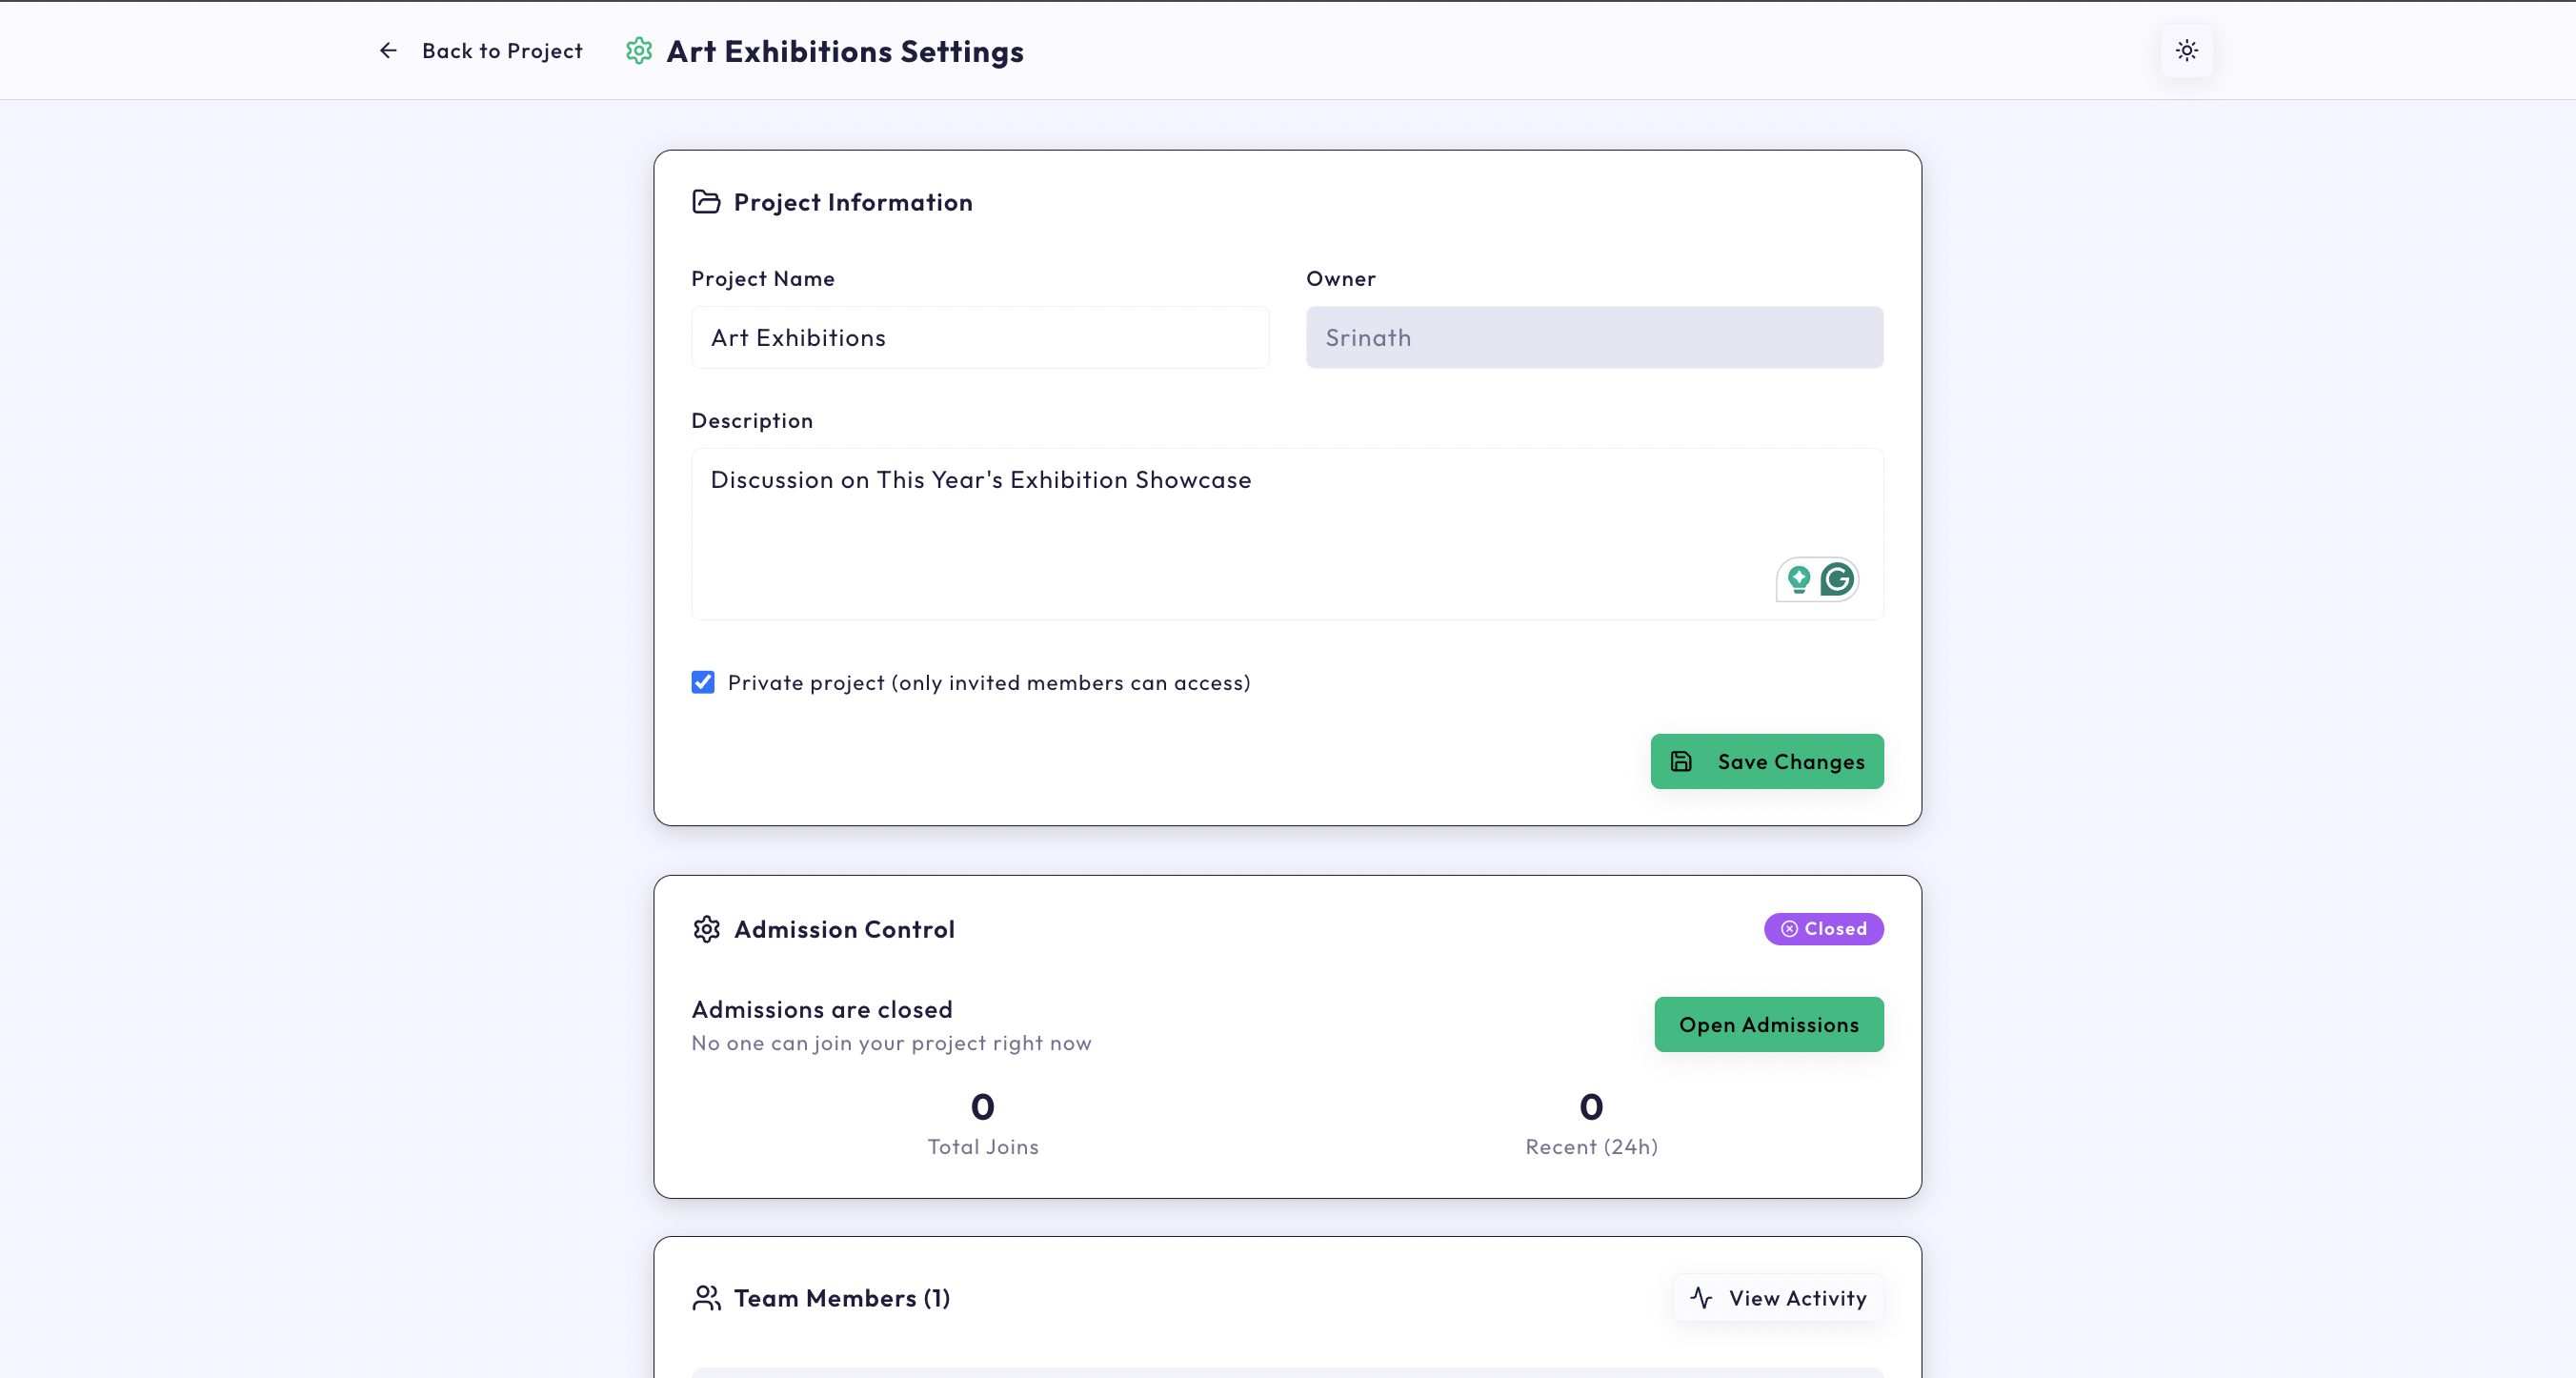 Back to Project
Art Exhibitions Settings
Project Information
Project Name
Owner
Art Exhibitions
Srinath
Description
Discussion on This Year's Exhibition Showcase
Private project (only invited members can access)
Save Changes
Admission Control
Closed
Admissions are closed
No one can join your project right now
Open Admissions
0
0
Total Joins
Recent (24h)
Team Members (1)
View Activity